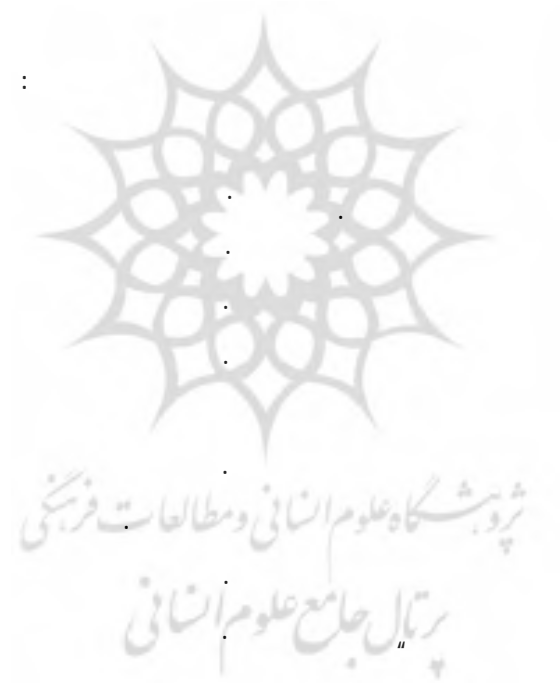 پژوهشگاه علوم انسانی و مطالعات فرهنگی
پرتال جامع علوم انسانی